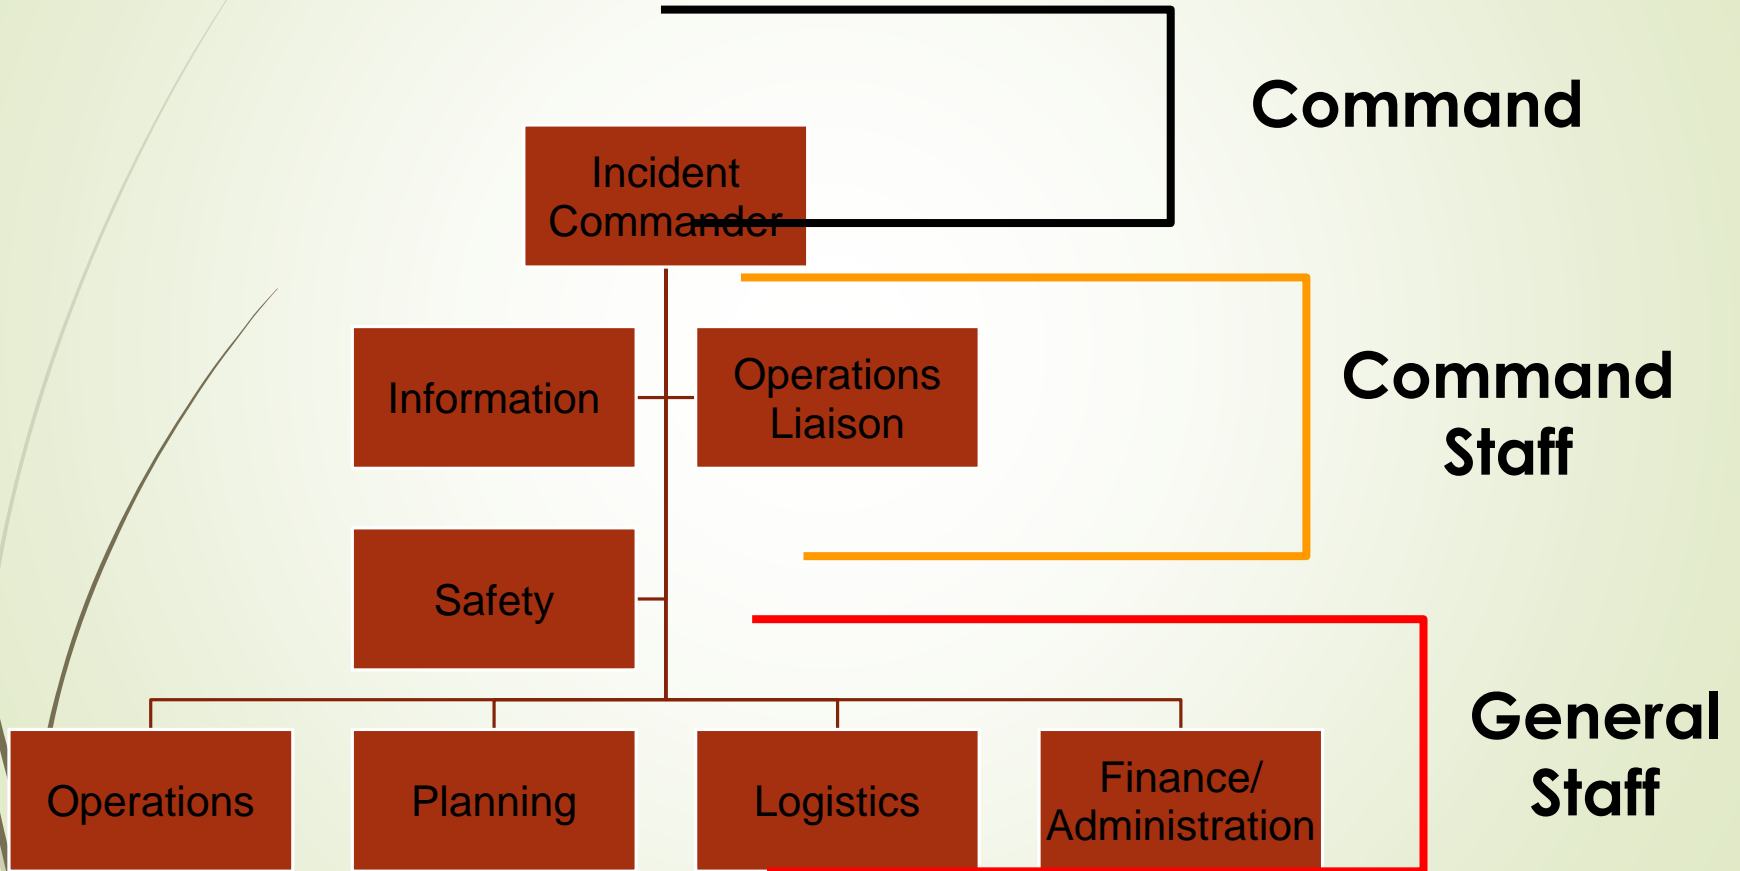 Command
Incident
Commander
Information
Operations
Liaison
Command
Staff
Safety
General
Staff
Operations
Planning
Logistics
Finance/
Administration